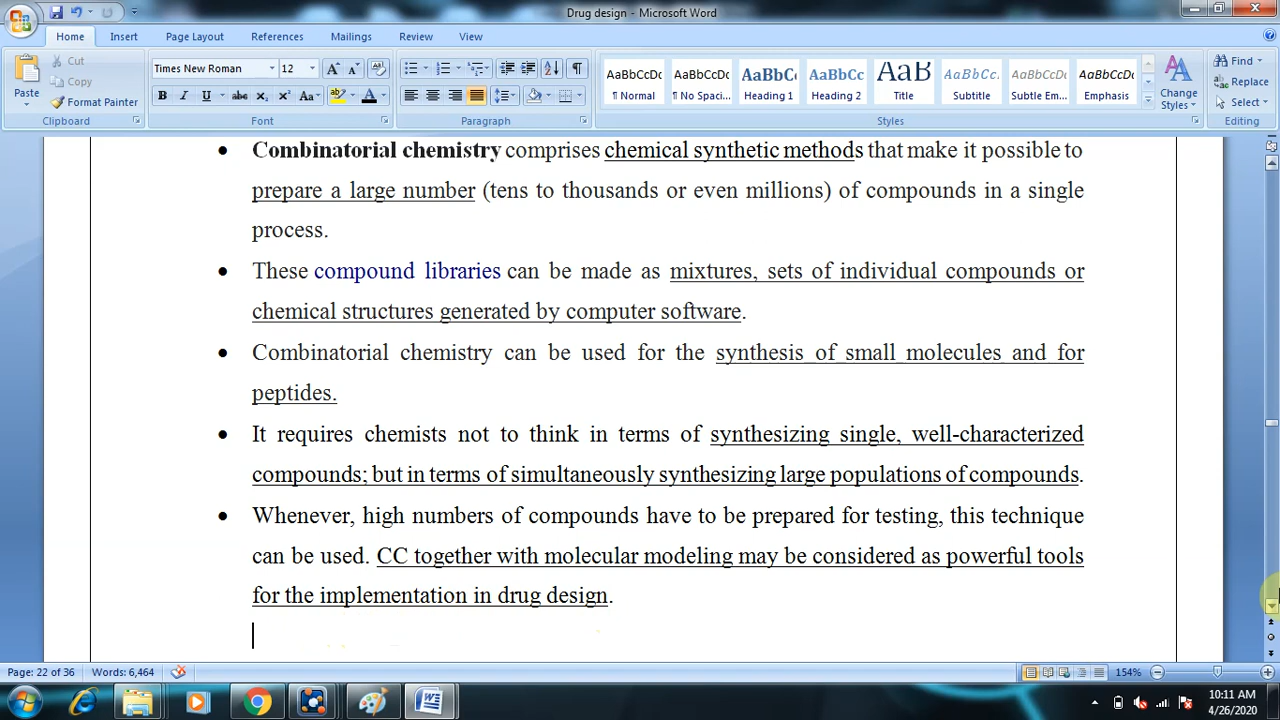 Drug design - Microsoft Word
Home Insert Page Layout References Mailings Review View
Paste
Cut
Copy
Format Painter
Clipboard
Times New Roman 12
B I U abc x₂ x² Aa A
Font
Paragraph
AaBbCcDc AaBbCcDc AaBbC AaBbCc AaB AaBbCc. AaBbCcDc AaBbCcDc
¶ Normal ¶ No Spaci... Heading 1 Heading 2 Title Subtitle Subtle Em... Emphasis
Change Styles
Styles
Find
Replace
Select
Editing
• Combinatorial chemistry comprises chemical synthetic methods that make it possible to
prepare a large number (tens to thousands or even millions) of compounds in a single
process.
• These compound libraries can be made as mixtures, sets of individual compounds or
chemical structures generated by computer software.
• Combinatorial chemistry can be used for the synthesis of small molecules and for
peptides.
• It requires chemists not to think in terms of synthesizing single, well-characterized
compounds; but in terms of simultaneously synthesizing large populations of compounds.
• Whenever, high numbers of compounds have to be prepared for testing, this technique
can be used. CC together with molecular modeling may be considered as powerful tools
for the implementation in drug design.
Page: 22 of 36 Words: 6,464 154%
10:11 AM
4/26/2020